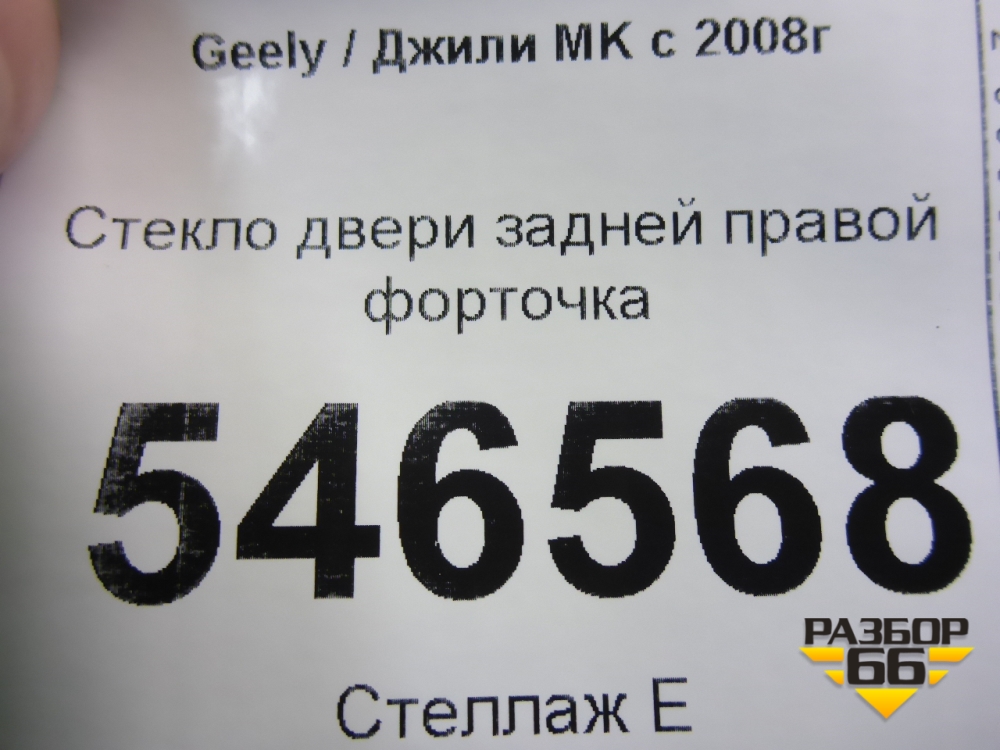 Geely / Джили МК с 2008г
Стекло двери задней правой
форточка
546568
РАЗБОР
66
Стеллаж Е